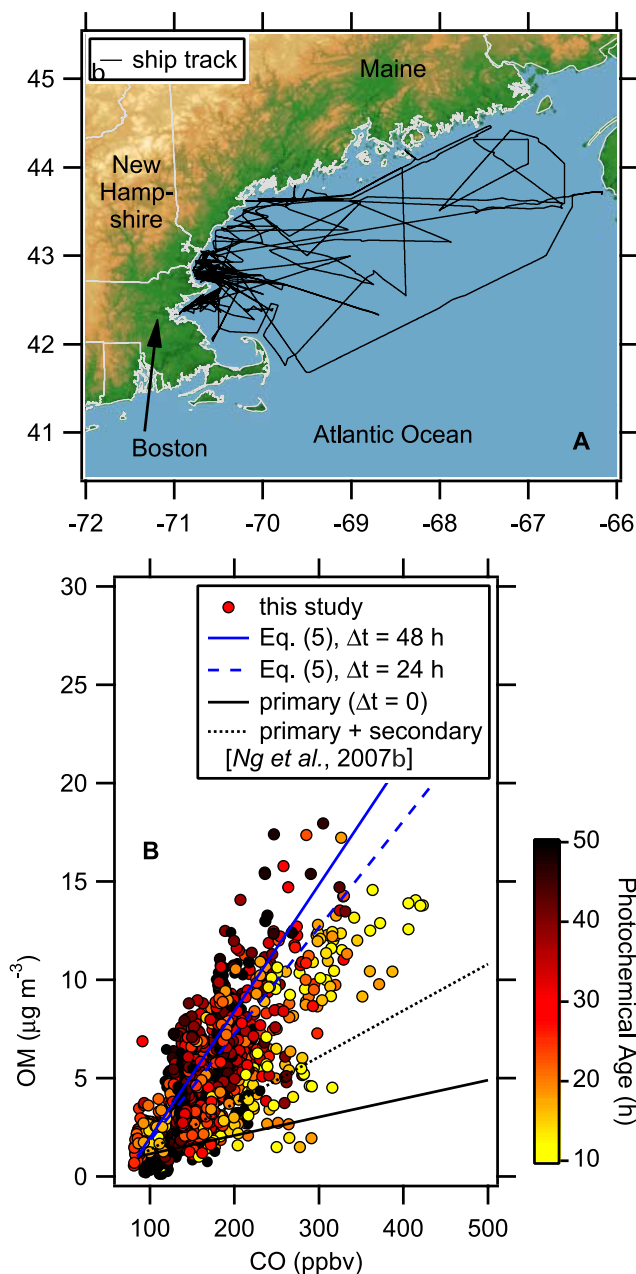 45
44
43
42
41
b
ship track
Maine
New
Hamp-
shire
Boston
Atlantic Ocean
A
-72
-71
-70
-69
-68
-67
-66
30
25
20
15
10
5
0
OM (µg m-3)
this study
Eq. (5), Δt = 48 h
Eq. (5), Δt = 24 h
primary (Δt = 0)
primary + secondary
[Ng et al., 2007b]
B
100
200
300
400
500
CO (ppbv)
50
40
30
20
10
Photochemical Age (h)